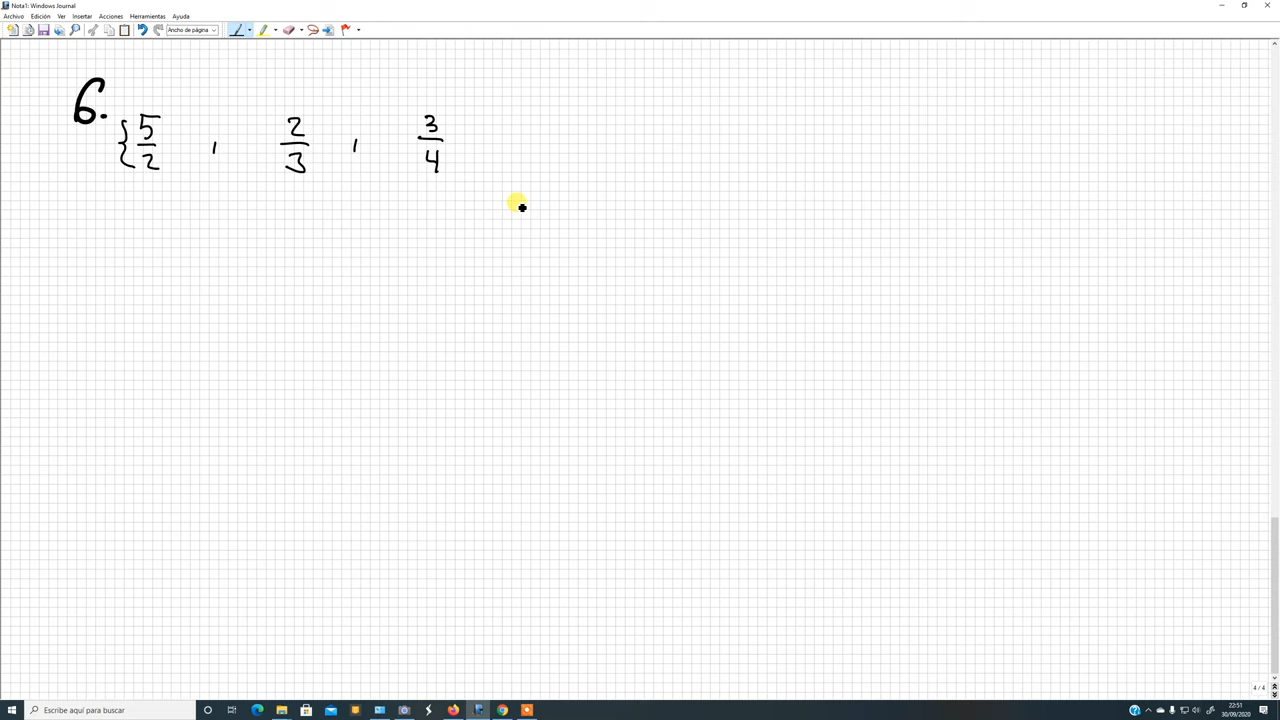 Nota1: Windows Journal
Archivo Edición Ver Insertar Acciones Herramientas Ayuda
Ancho de página
6.
{5/2 , 2/3 , 3/4
4 / 4
Escribe aquí para buscar
22:51
30/09/2020